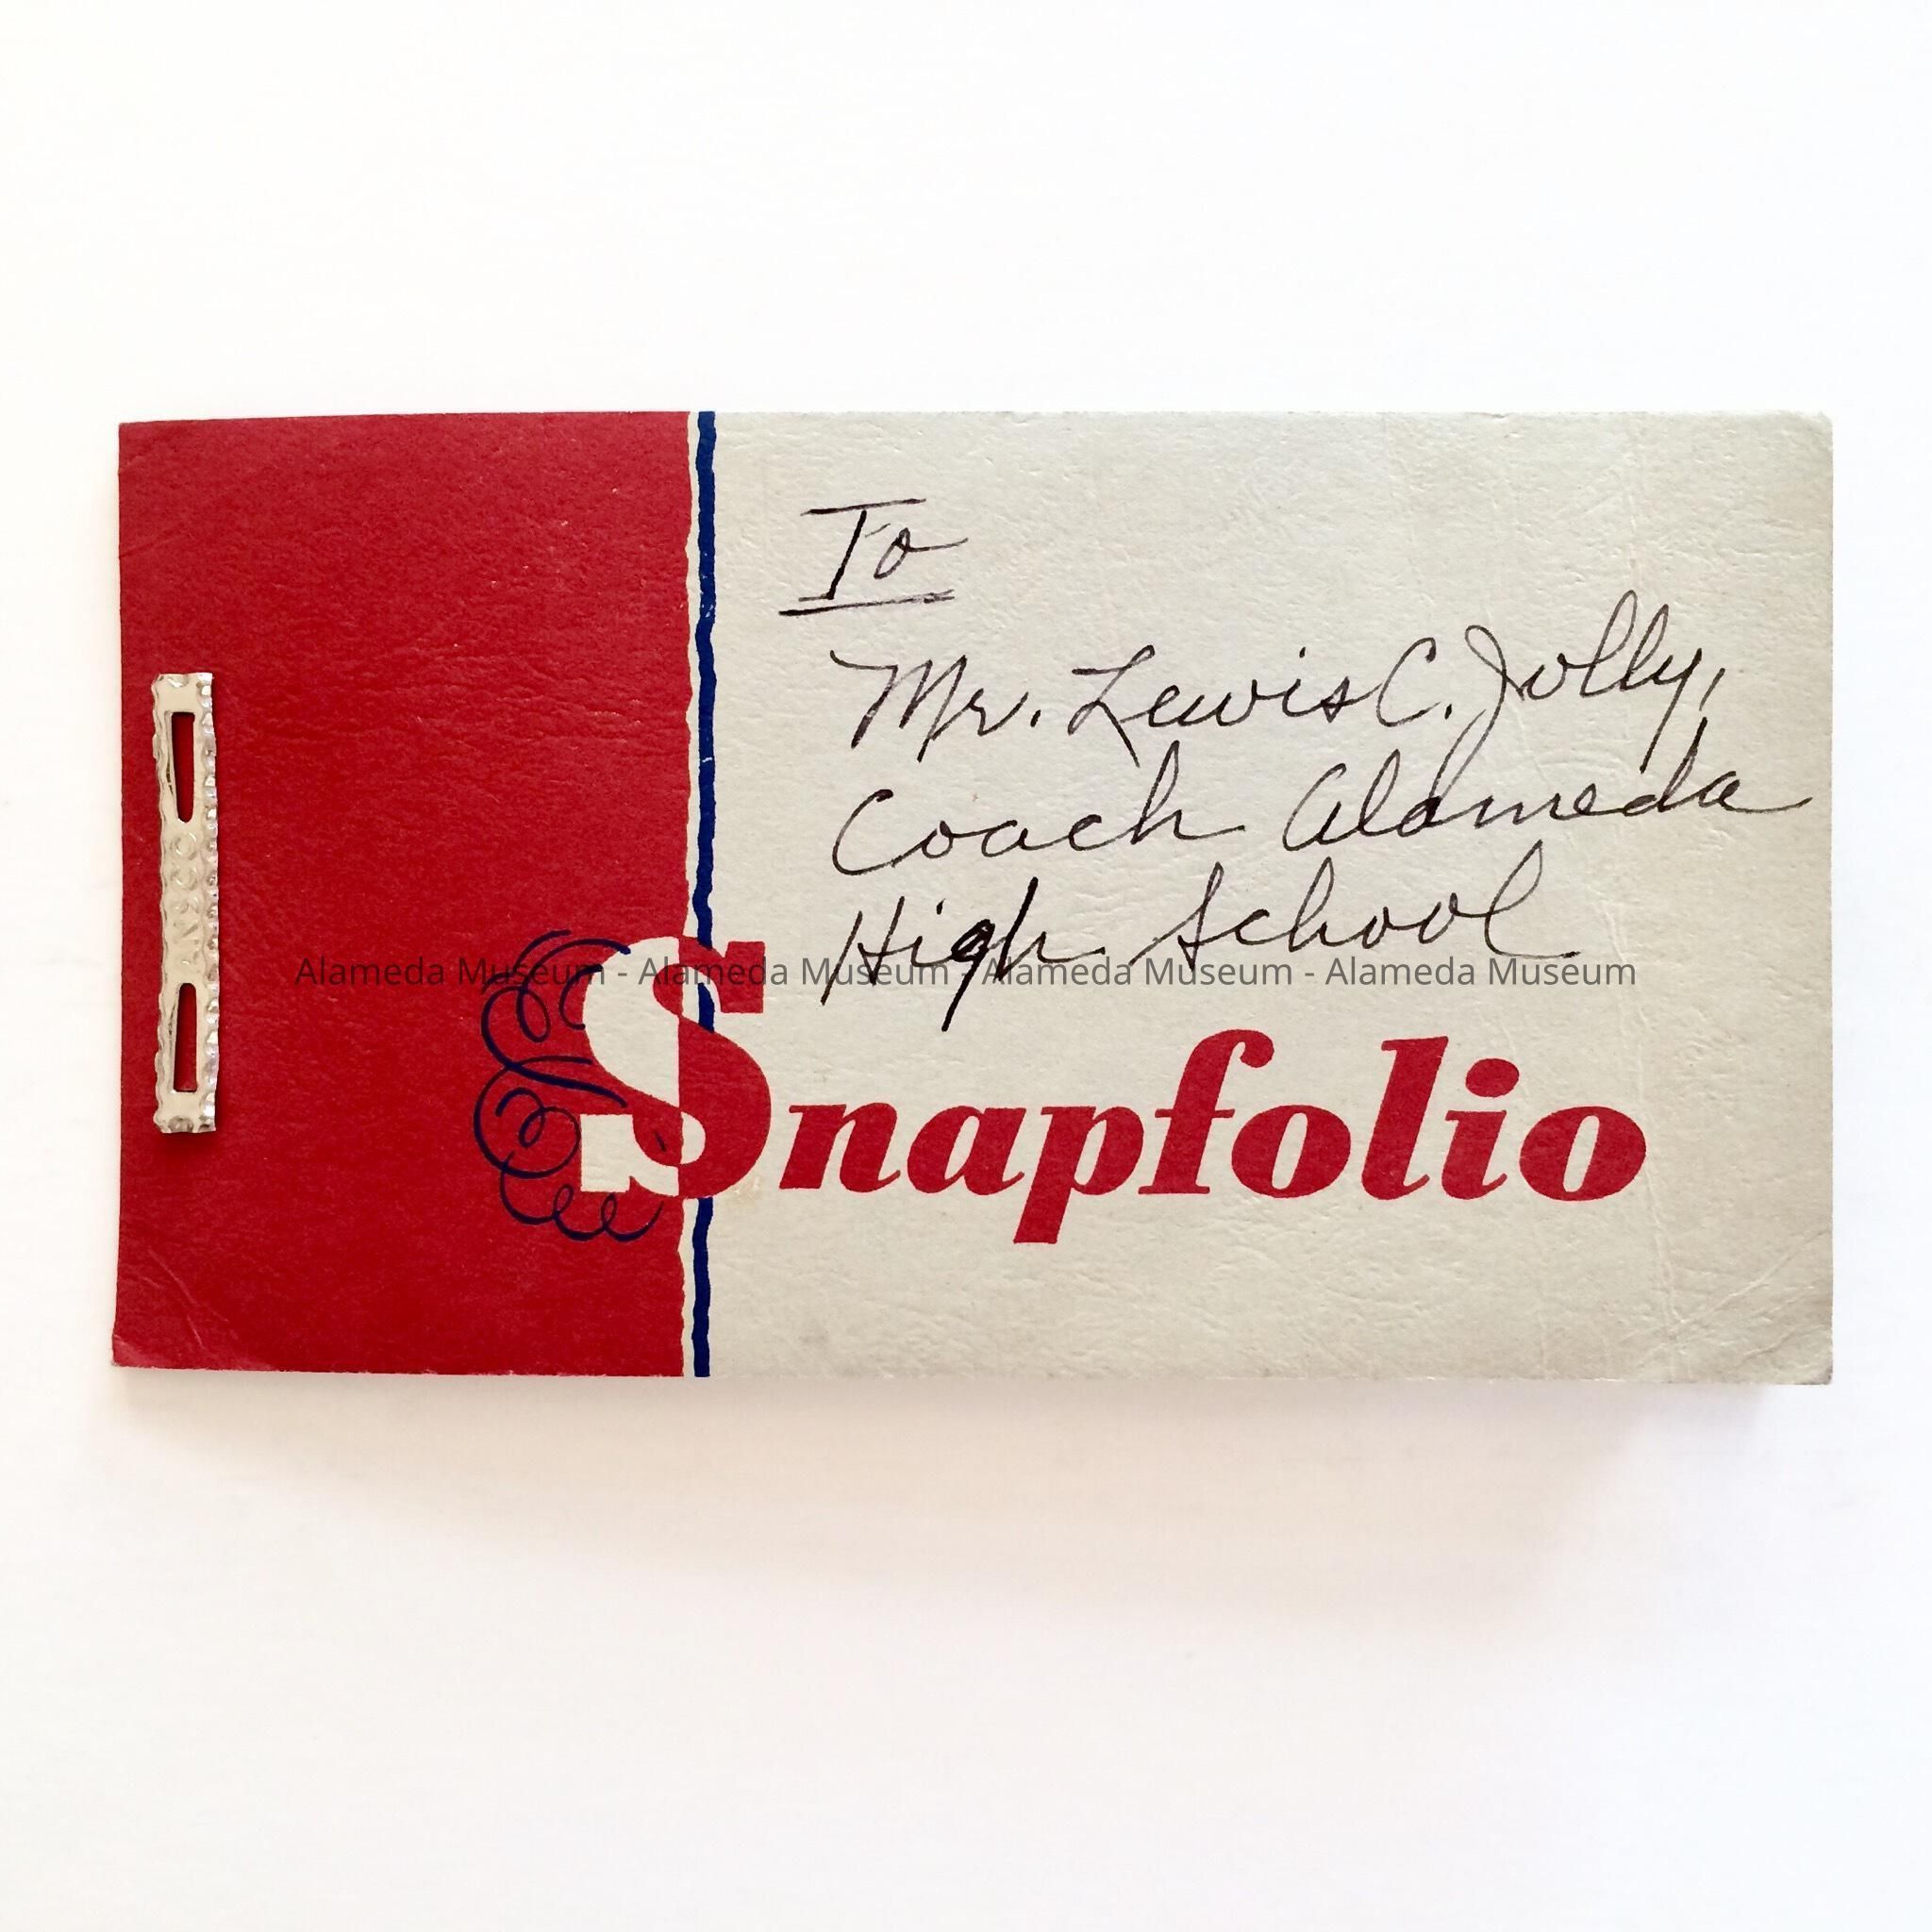 To
Mr. Lewis C. Jolly,
Coach Alameda
High School
Alameda Museum - Alameda Museum - Alameda Museum - Alameda Museum
Snapfolio
ANSCO